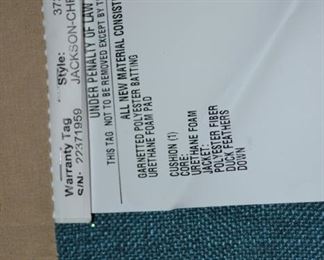 Style: 373
JACKSON-CHE
Warranty Tag
S/N: 22371959
UNDER PENALTY OF LAW
THIS TAG NOT TO BE REMOVED EXCEPT BY T
ALL NEW MATERIAL CONSIST
GARNETTED POLYESTER BATTING
URETHANE FOAM PAD
CUSHION (1)
CORE:
URETHANE FOAM
JACKET:
POLYESTER FIBER
DUCK FEATHERS
DOWN